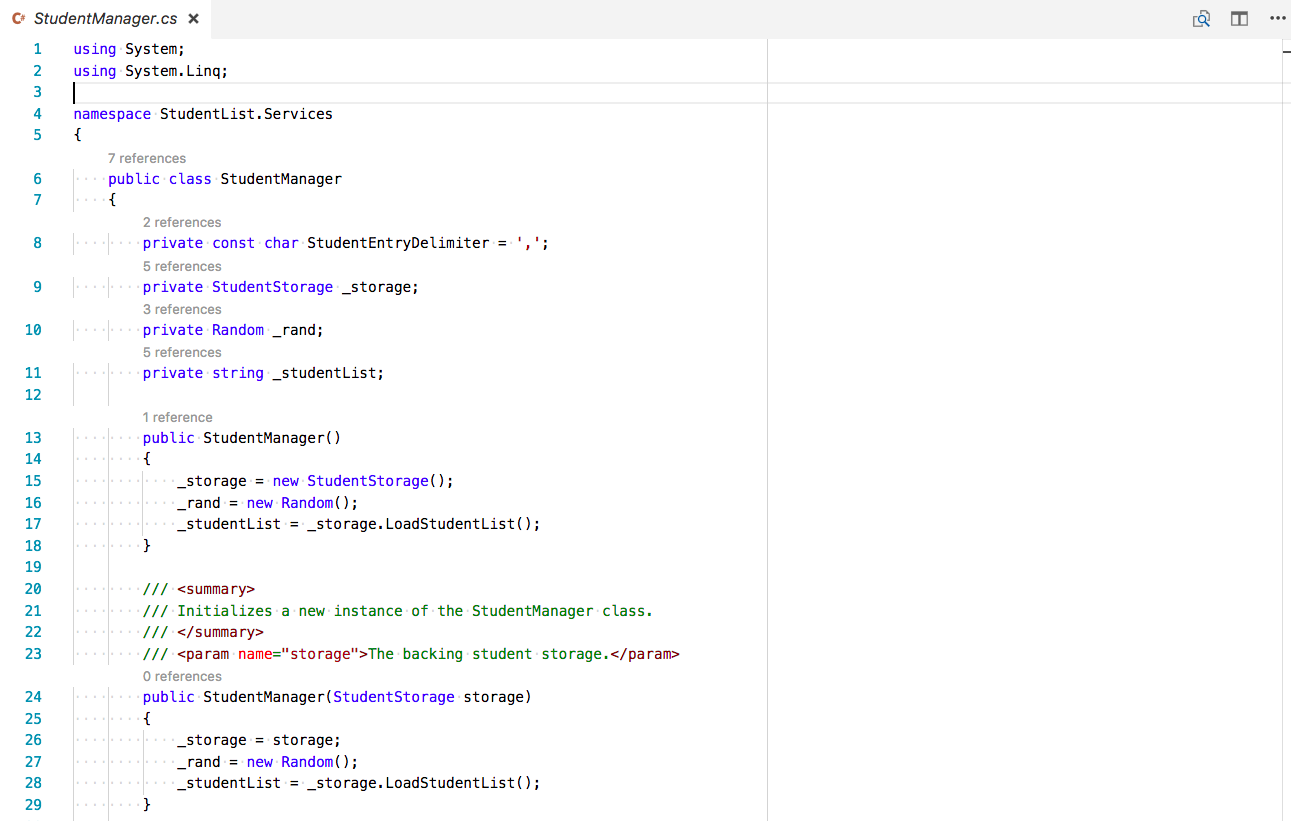 C# StudentManager.cs ×
1 using System;
2 using System.Linq;
3
4 namespace StudentList.Services
5 {
7 references
6 public class StudentManager
7 {
2 references
8 private const char StudentEntryDelimiter = ',';
5 references
9 private StudentStorage _storage;
3 references
10 private Random _rand;
5 references
11 private string _studentList;
12
1 reference
13 public StudentManager()
14 {
15 _storage = new StudentStorage();
16 _rand = new Random();
17 _studentList = _storage.LoadStudentList();
18 }
19
20 /// <summary>
21 /// Initializes a new instance of the StudentManager class.
22 /// </summary>
23 /// <param name="storage">The backing student storage.</param>
0 references
24 public StudentManager(StudentStorage storage)
25 {
26 _storage = storage;
27 _rand = new Random();
28 _studentList = _storage.LoadStudentList();
29 }